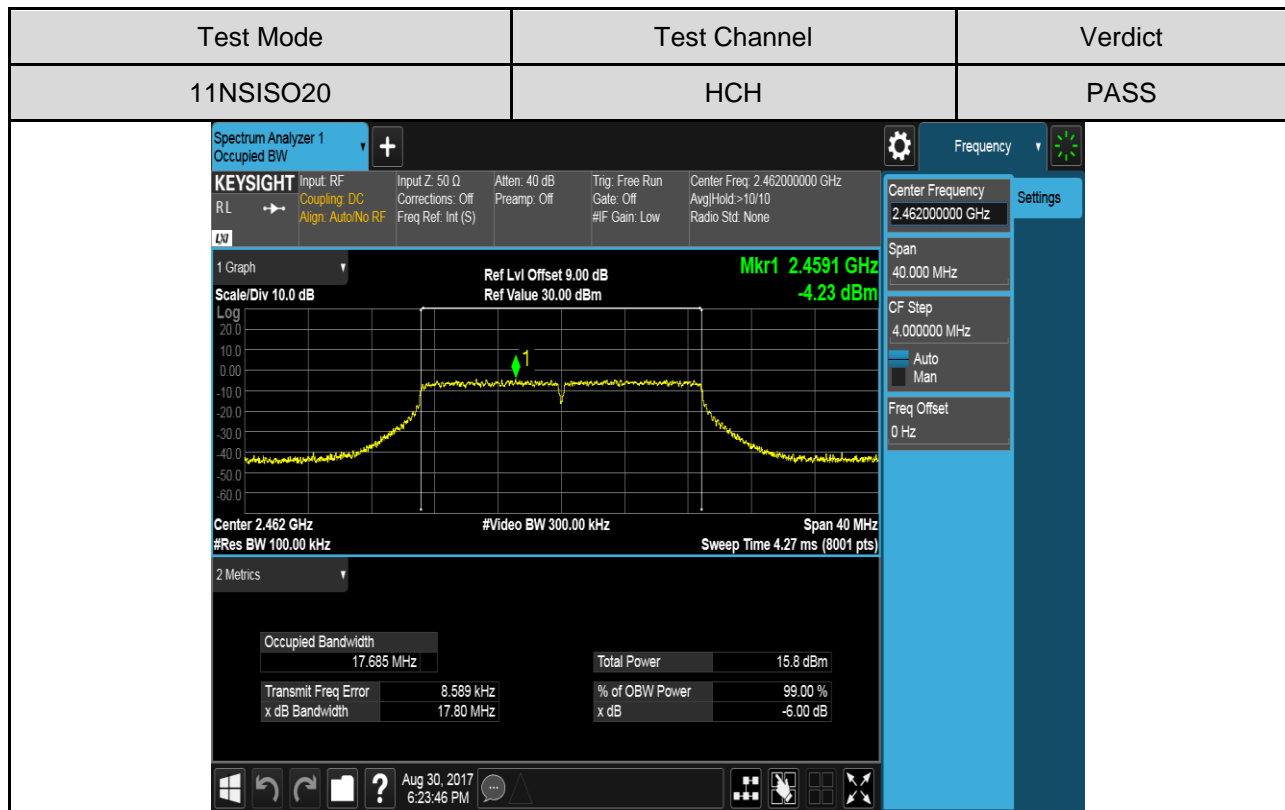 Test Mode Test Channel Verdict
11NSISO20 HCH PASS
Spectrum Analyzer 1
Occupied BW
+
Frequency
KEYSIGHT Input: RF Input Z: 50 Ω Atten: 40 dB Trig: Free Run Center Freq: 2.462000000 GHz
RL Coupling: DC Corrections: Off Preamp: Off Gate: Off Avg|Hold:>10/10
Align: Auto/No RF Freq Ref: Int (S) #IF Gain: Low Radio Std: None
LXI
Center Frequency
2.462000000 GHz
Settings
Span
40.000 MHz
CF Step
4.000000 MHz
Auto
Man
Freq Offset
0 Hz
1 Graph Ref Lvl Offset 9.00 dB Mkr1 2.4591 GHz
Scale/Div 10.0 dB Ref Value 30.00 dBm -4.23 dBm
Log
20.0
10.0
1
0.00
-10.0
-20.0
-30.0
-40.0
-50.0
-60.0
Center 2.462 GHz #Video BW 300.00 kHz Span 40 MHz
#Res BW 100.00 kHz Sweep Time 4.27 ms (8001 pts)
2 Metrics
Occupied Bandwidth
17.685 MHz Total Power 15.8 dBm
Transmit Freq Error 8.589 kHz % of OBW Power 99.00 %
x dB Bandwidth 17.80 MHz x dB -6.00 dB
? Aug 30, 2017
6:23:46 PM